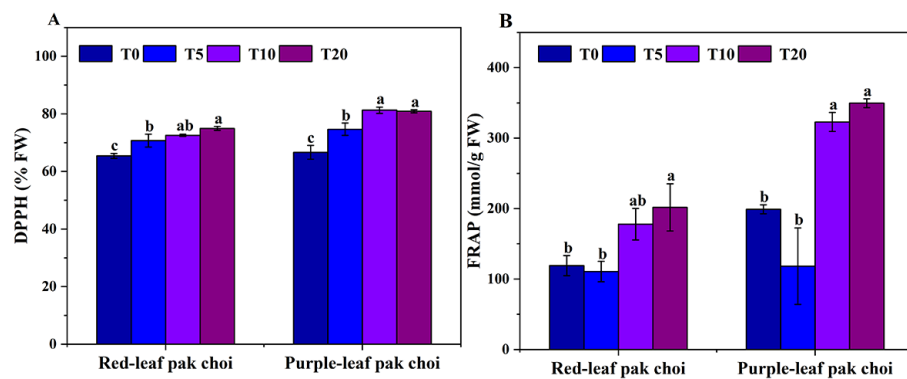 A
T0 T5 T10 T20
DPPH (% FW)
100
80
60
40
20
0
c b ab a
c b a a
Red-leaf pak choi Purple-leaf pak choi
B
T0 T5 T10 T20
FRAP (mmol/g FW)
400
300
200
100
0
b b ab a
b b a a
Red-leaf pak choi Purple-leaf pak choi